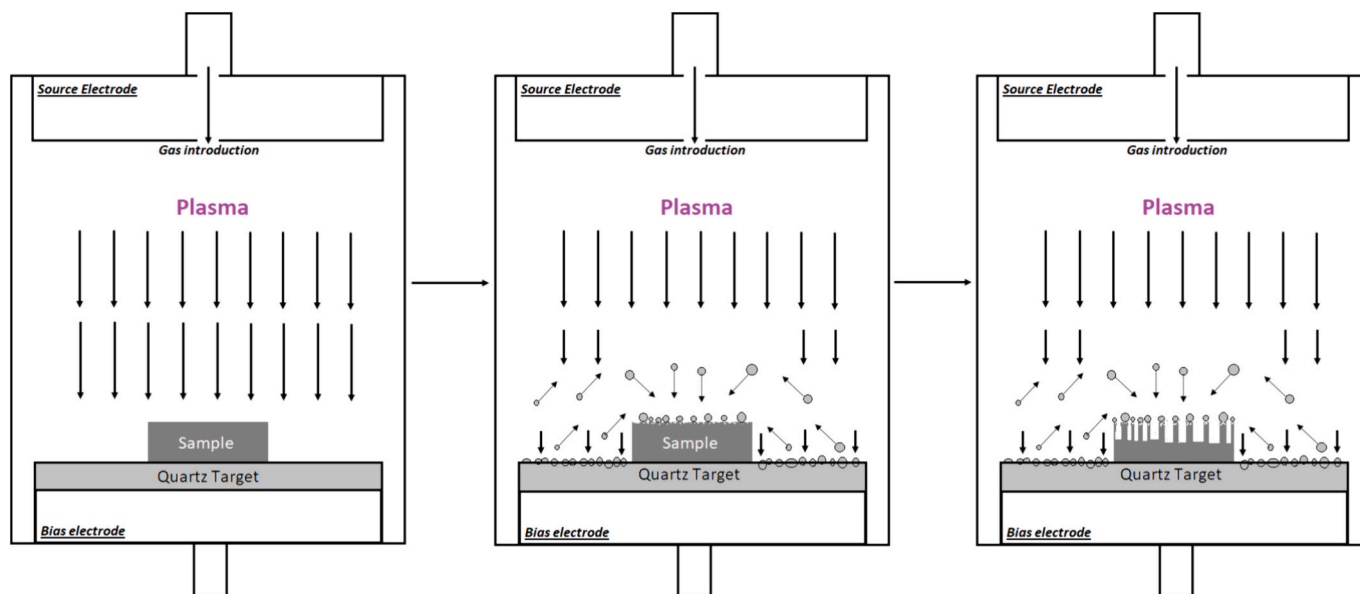 Source Electrode
Gas introduction
Plasma
Sample
Quartz Target
Bias electrode
Source Electrode
Gas introduction
Plasma
Sample
Quartz Target
Bias electrode
Source Electrode
Gas introduction
Plasma
Quartz Target
Bias electrode